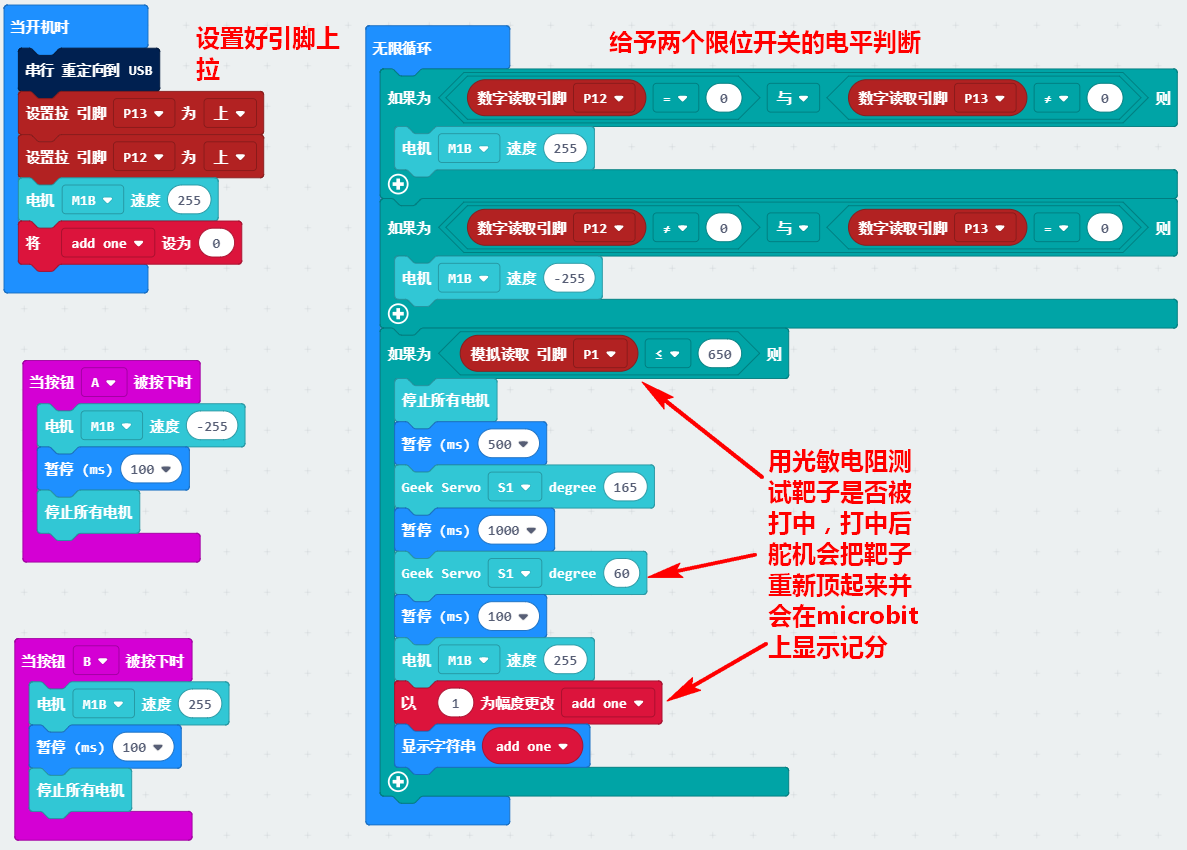 当开机时
串行 重定向到 USB
设置拉 引脚 P13 为 上
设置拉 引脚 P12 为 上
电机 M1B 速度 255
将 add one 设为 0
设置好引脚上
拉
当按钮 A 被按下时
电机 M1B 速度 -255
暂停 (ms) 100
停止所有电机
当按钮 B 被按下时
电机 M1B 速度 255
暂停 (ms) 100
停止所有电机
给予两个限位开关的电平判断
无限循环
如果为 数字读取引脚 P12 = 0 与 数字读取引脚 P13 ≠ 0 则
电机 M1B 速度 255
如果为 数字读取引脚 P12 ≠ 0 与 数字读取引脚 P13 = 0 则
电机 M1B 速度 -255
如果为 模拟读取 引脚 P1 ≤ 650 则
停止所有电机
暂停 (ms) 500
Geek Servo S1 degree 165
暂停 (ms) 1000
Geek Servo S1 degree 60
暂停 (ms) 100
电机 M1B 速度 255
以 1 为幅度更改 add one
显示字符串 add one
用光敏电阻测
试靶子是否被
打中，打中后
舵机会把靶子
重新顶起来并
会在microbit
上显示记分